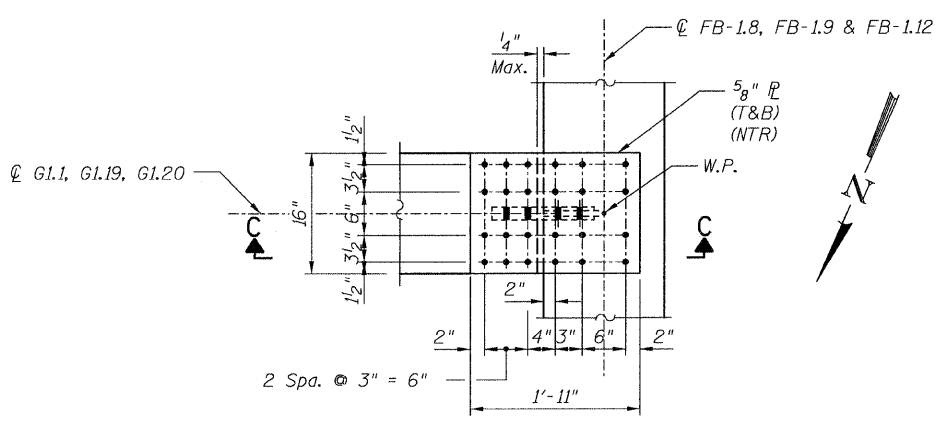 ℄ FB-1.8, FB-1.9 & FB-1.12
1/4"
Max.
5/8" ℙL
(T&B)
(NTR)
W.P.
℄ G1.1, G1.19, G1.20
1 1/2"
3 1/2"
6"
3 1/2"
1 1/2"
16"
C
C
N
2"
2"
4"
3"
6"
2"
2 Spa. @ 3" = 6"
1'-11"